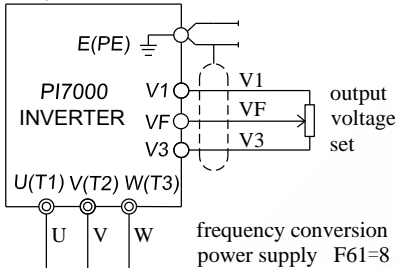 E(PE)
PI7000
INVERTER
V1
V1
VF
VF
V3
V3
output
voltage
set
U(T1) V(T2) W(T3)
U V W
frequency conversion
power supply F61=8